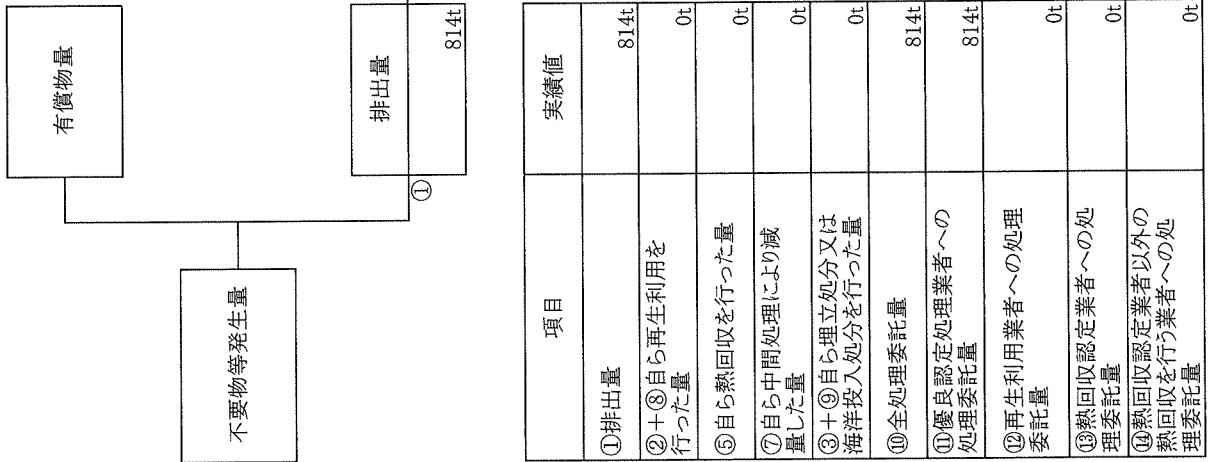 有償物量
不要物等発生量
排出量
①
814t
項目
実績値
①排出量
814t
②+⑧自ら再生利用を
行った量
0t
⑤自ら熱回収を行った量
0t
⑦自ら中間処理により減
量した量
0t
③+⑨自ら埋立処分又は
海洋投入処分を行った量
0t
⑩全処理委託量
814t
⑪優良認定処理業者への
処理委託量
814t
⑫再生利用業者への処理
委託量
0t
⑬熱回収認定業者への処
理委託量
0t
⑭熱回収認定業者以外の
熱回収を行う業者への処
理委託量
0t